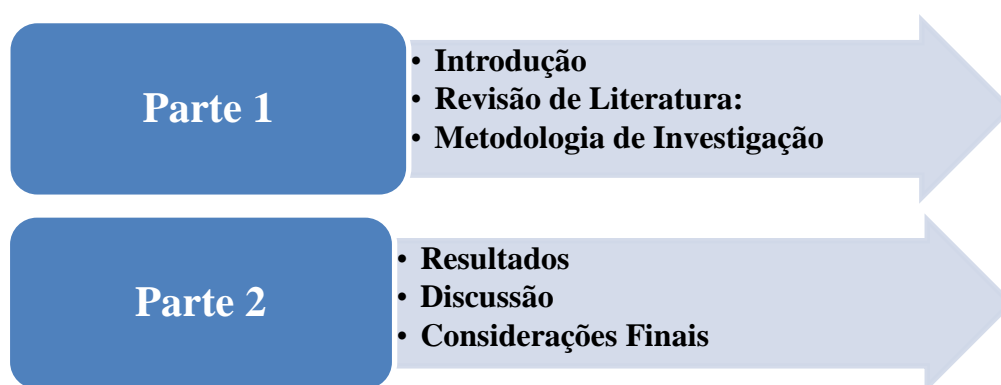 Parte 1
• Introdução
• Revisão de Literatura:
• Metodologia de Investigação
Parte 2
• Resultados
• Discussão
• Considerações Finais